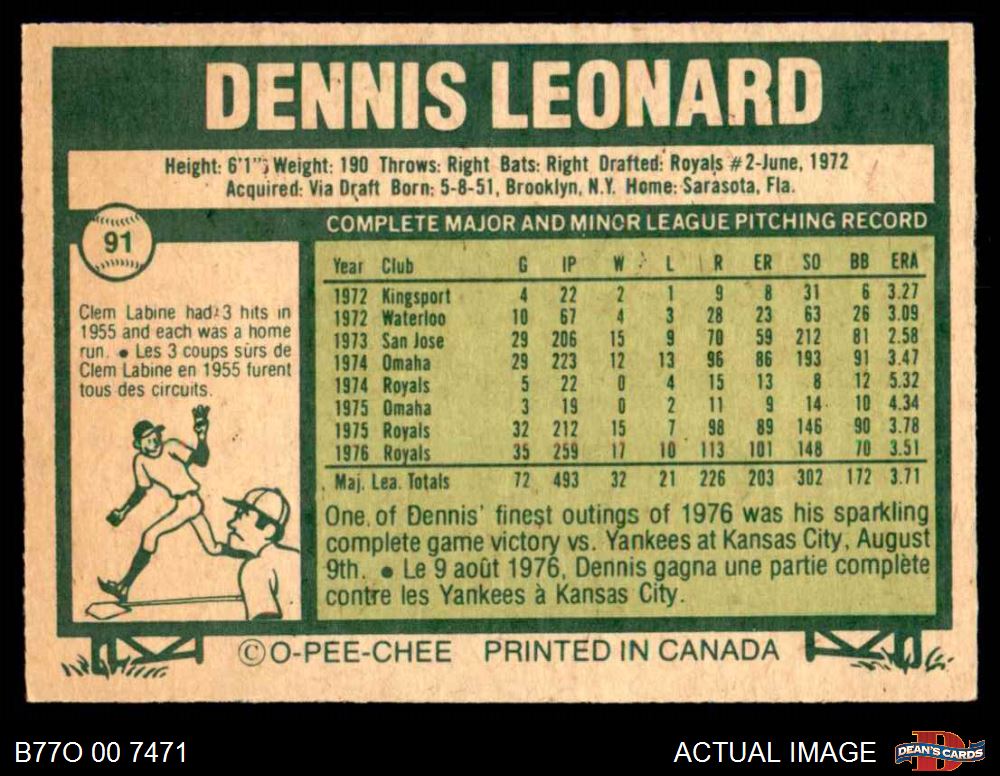 DENNIS LEONARD
Height: 6'1" Weight: 190 Throws: Right Bats: Right Drafted: Royals #2-June, 1972
Acquired: Via Draft Born: 5-8-51, Brooklyn, N.Y. Home: Sarasota, Fla.
91
COMPLETE MAJOR AND MINOR LEAGUE PITCHING RECORD
Year Club G IP W L R ER SO BB ERA
1972 Kingsport 4 22 2 1 9 8 31 6 3.27
1972 Waterloo 10 67 4 3 28 23 63 26 3.09
1973 San Jose 29 206 15 9 70 59 212 81 2.58
1974 Omaha 29 223 12 13 96 86 193 91 3.47
1974 Royals 5 22 0 4 15 13 8 12 5.32
1975 Omaha 3 19 0 2 11 9 14 10 4.34
1975 Royals 32 212 15 7 98 89 146 90 3.78
1976 Royals 35 259 17 10 113 101 148 70 3.51
Maj. Lea. Totals 72 493 32 21 226 203 302 172 3.71
Clem Labine had 3 hits in
1955 and each was a home
run. ● Les 3 coups sûrs de
Clem Labine en 1955 furent
tous des circuits.
One of Dennis' finest outings of 1976 was his sparkling
complete game victory vs. Yankees at Kansas City, August
9th. ● Le 9 août 1976, Dennis gagna une partie complète
contre les Yankees à Kansas City.
©O-PEE-CHEE PRINTED IN CANADA
B77O 00 7471
ACTUAL IMAGE
DEAN'S CARDS